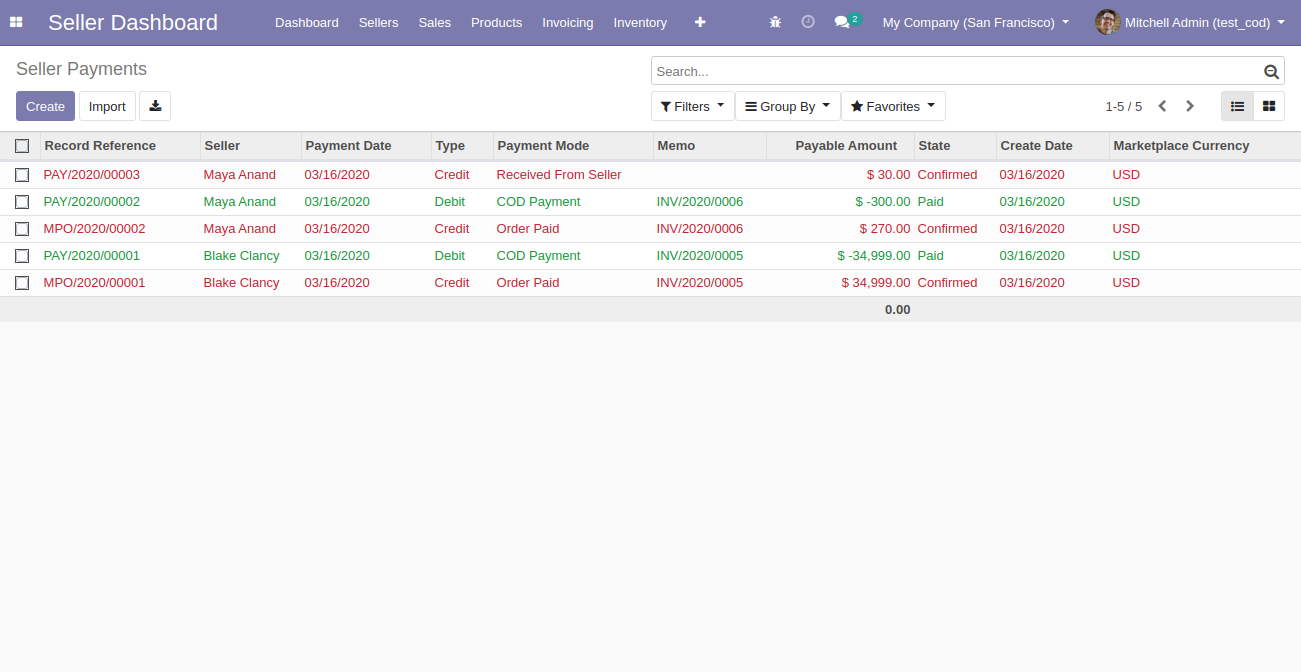 Seller Dashboard Dashboard Sellers Sales Products Invoicing Inventory 2 My Company (San Francisco) Mitchell Admin (test_cod)
Seller Payments Search...
Create Import Filters Group By Favorites 1-5 / 5
Record Reference Seller Payment Date Type Payment Mode Memo Payable Amount State Create Date Marketplace Currency
PAY/2020/00003 Maya Anand 03/16/2020 Credit Received From Seller $ 30.00 Confirmed 03/16/2020 USD
PAY/2020/00002 Maya Anand 03/16/2020 Debit COD Payment INV/2020/0006 $ -300.00 Paid 03/16/2020 USD
MPO/2020/00002 Maya Anand 03/16/2020 Credit Order Paid INV/2020/0006 $ 270.00 Confirmed 03/16/2020 USD
PAY/2020/00001 Blake Clancy 03/16/2020 Debit COD Payment INV/2020/0005 $ -34,999.00 Paid 03/16/2020 USD
MPO/2020/00001 Blake Clancy 03/16/2020 Credit Order Paid INV/2020/0005 $ 34,999.00 Confirmed 03/16/2020 USD
0.00